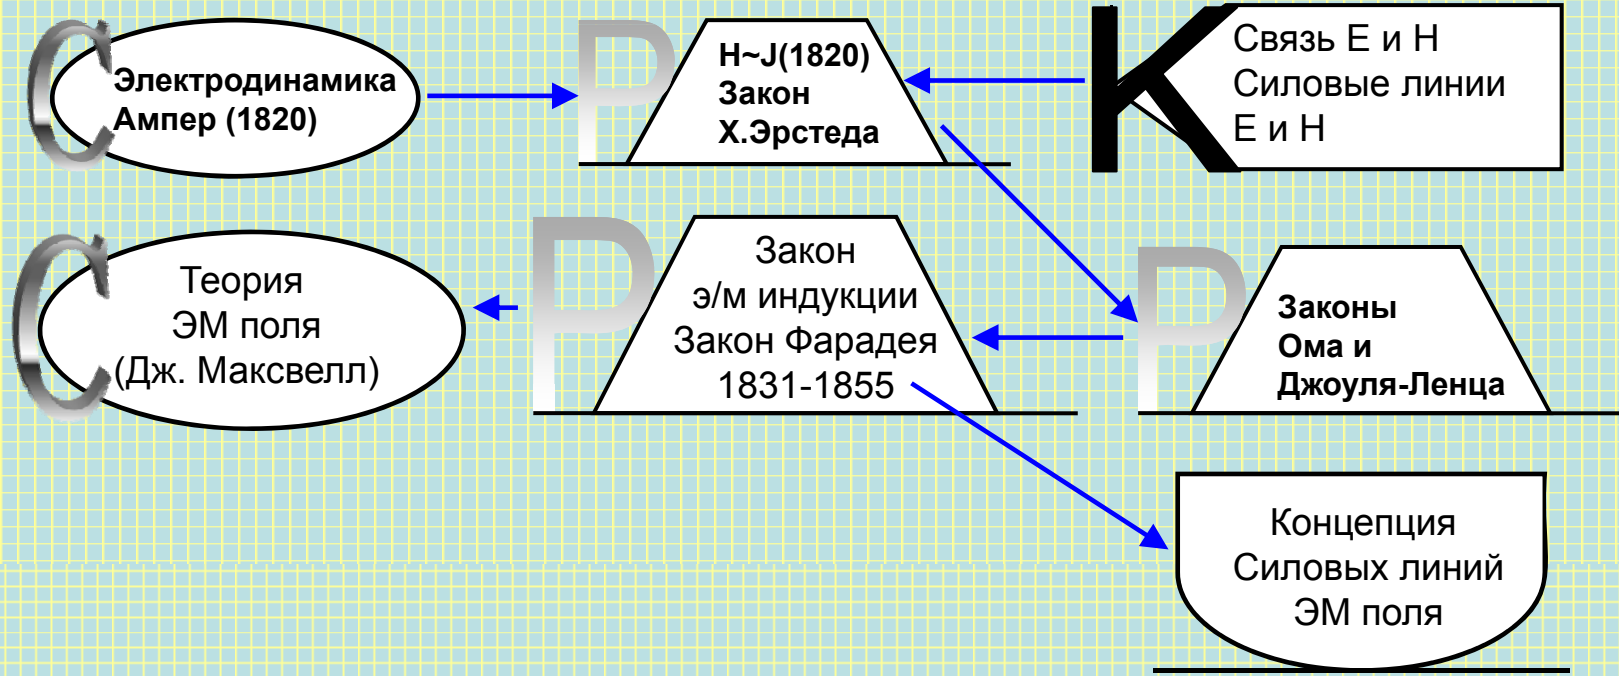 С
Электродинамика
Ампер (1820)
Р
H~J(1820)
Закон
Х.Эрстеда
К
Связь Е и Н
Силовые линии
Е и Н
С
Теория
ЭМ поля
(Дж. Максвелл)
Р
Закон
э/м индукции
Закон Фарадея
1831-1855
Р
Законы
Ома и
Джоуля-Ленца
Концепция
Силовых линий
ЭМ поля